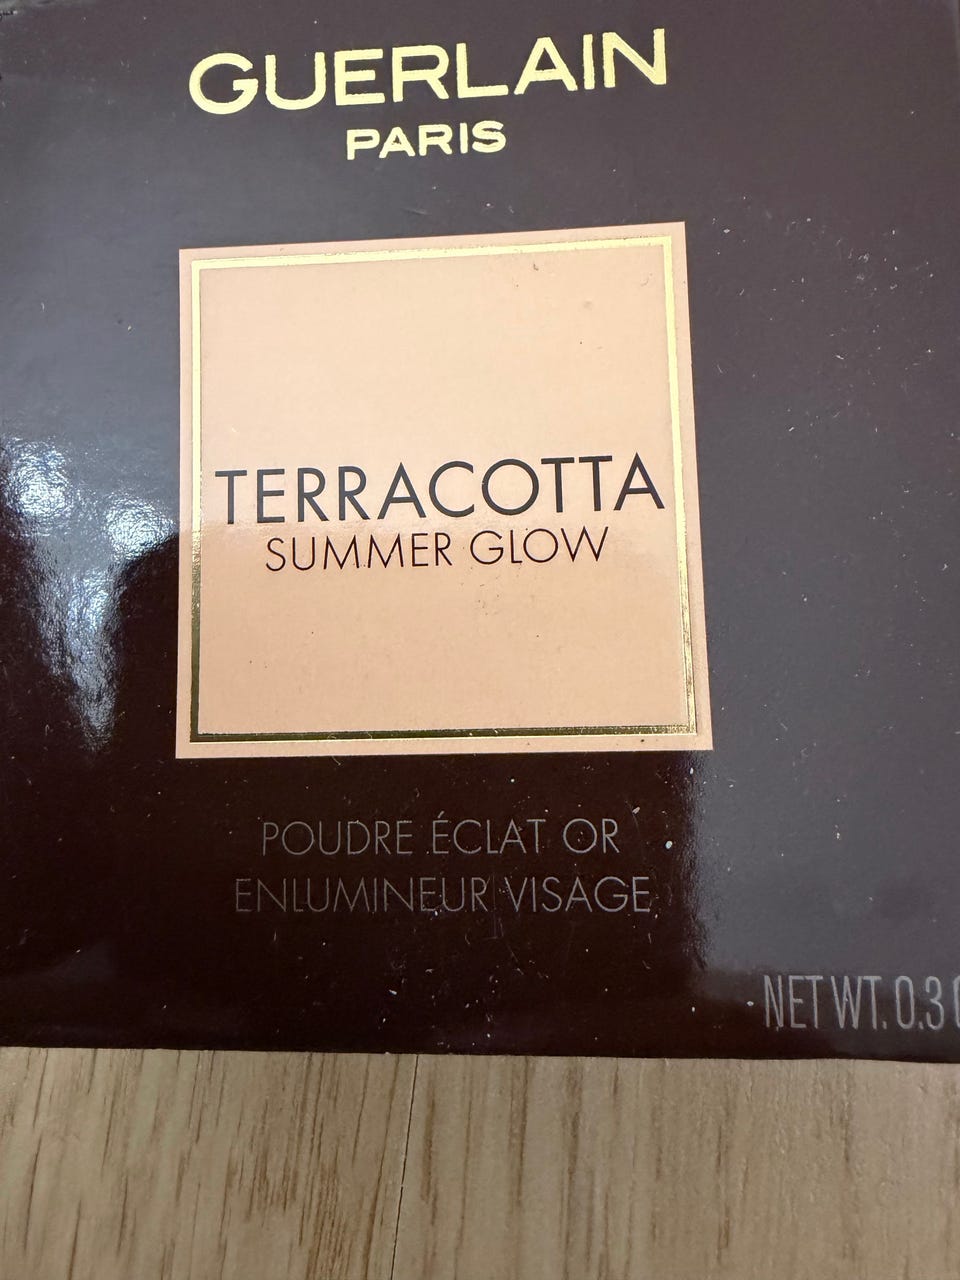 GUERLAIN
PARIS
TERRACOTTA
SUMMER GLOW
POUDRE ÉCLAT OR
ENLUMINEUR VISAGE
NET WT. 0.3